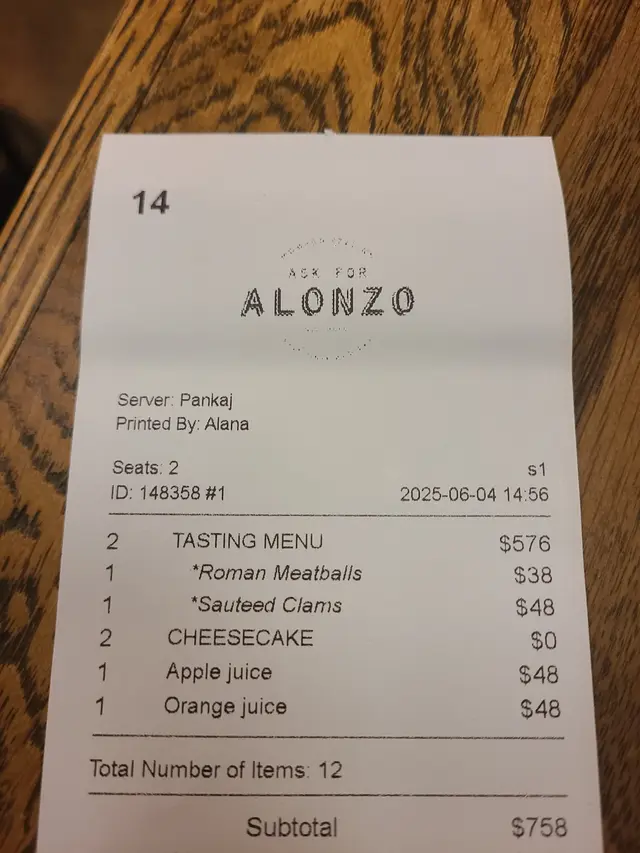 14
ASK FOR
ALONZO
Server: Pankaj
Printed By: Alana
Seats: 2 s1
ID: 148358 #1 2025-06-04 14:56
2 TASTING MENU $576
1 *Roman Meatballs $38
1 *Sauteed Clams $48
2 CHEESECAKE $0
1 Apple juice $48
1 Orange juice $48
Total Number of Items: 12
Subtotal $758